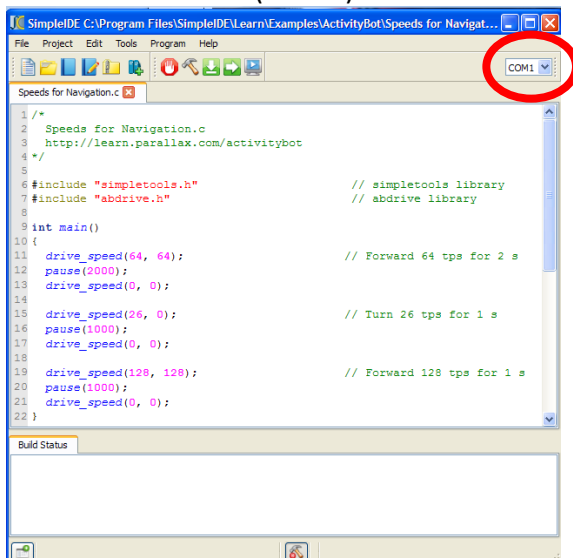 SimpleIDE C:\Program Files\SimpleIDE\Learn\Examples\ActivityBot\Speeds for Navigat...
File Project Edit Tools Program Help
COM1
Speeds for Navigation.c
1 /*
2 Speeds for Navigation.c
3 http://learn.parallax.com/activitybot
4 */
5
6 #include "simpletools.h" // simpletools library
7 #include "abdrive.h" // abdrive library
8
9 int main()
10 {
11 drive_speed(64, 64); // Forward 64 tps for 2 s
12 pause(2000);
13 drive_speed(0, 0);
14
15 drive_speed(26, 0); // Turn 26 tps for 1 s
16 pause(1000);
17 drive_speed(0, 0);
18
19 drive_speed(128, 128); // Forward 128 tps for 1 s
20 pause(1000);
21 drive_speed(0, 0);
22 }
Build Status